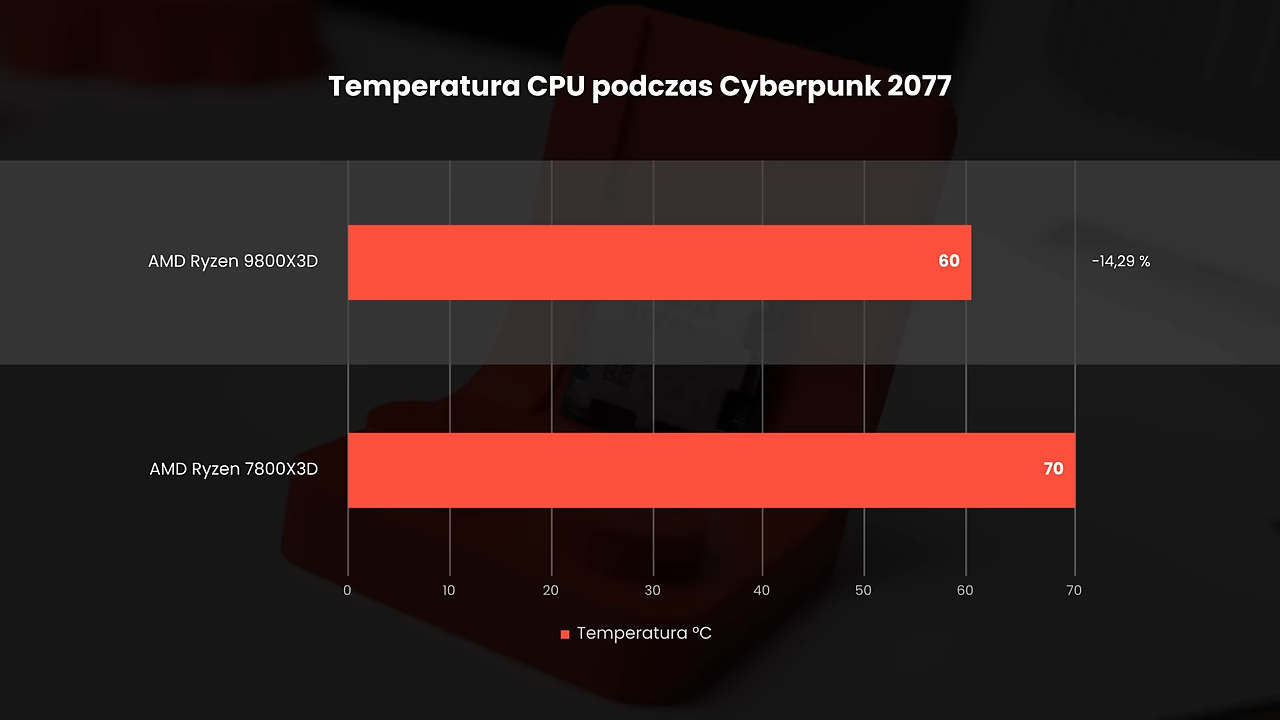 Temperatura CPU podczas Cyberpunk 2077
AMD Ryzen 9800X3D
60
-14,29 %
AMD Ryzen 7800X3D
70
0 10 20 30 40 50 60 70
Temperatura °C